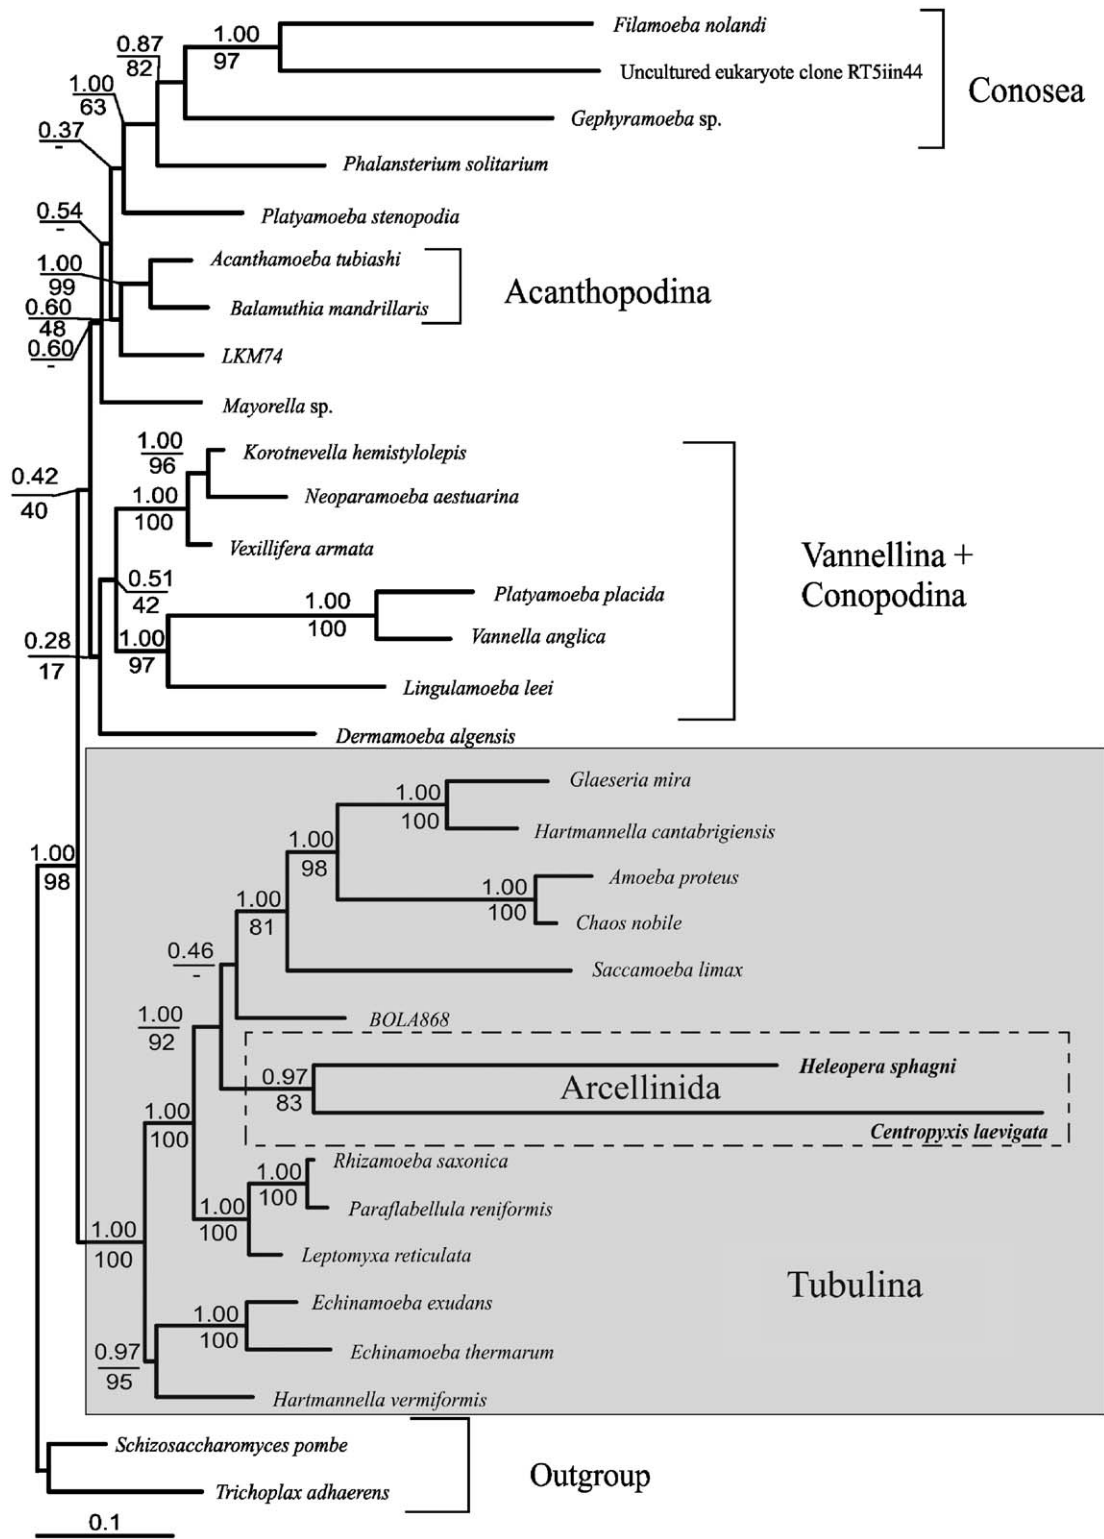 Filamoeba nolandi
1.00
97
0.87
82
Uncultured eukaryote clone RT5iin44
Conosea
1.00
63
Gephyramoeba sp.
0.37
-
Phalansterium solitarium
0.54
-
Platyamoeba stenopodia
1.00
99
Acanthamoeba tubiashi
Acanthopodina
0.60
48
Balamuthia mandrillaris
0.60
-
LKM74
Mayorella sp.
1.00
96
Korotnevella hemistylolepis
0.42
40
1.00
100
Neoparamoeba aestuarina
Vexillifera armata
Vannellina +
Conopodina
0.51
42
1.00
100
Platyamoeba placida
0.28
17
1.00
97
Vannella anglica
Lingulamoeba leei
Dermamoeba algensis
Glaeseria mira
1.00
100
Hartmannella cantabrigiensis
1.00
98
1.00
98
Amoeba proteus
1.00
100
1.00
81
Chaos nobile
0.46
-
Saccamoeba limax
1.00
92
BOLA868
Heleopera sphagni
0.97
83
Arcellinida
1.00
100
Centropyxis laevigata
Rhizamoeba saxonica
1.00
100
Paraflabellula reniformis
1.00
100
1.00
100
Leptomyxa reticulata
Tubulina
Echinamoeba exudans
1.00
100
0.97
95
Echinamoeba thermarum
Hartmannella vermiformis
Schizosaccharomyces pombe
Outgroup
Trichoplax adhaerens
0.1